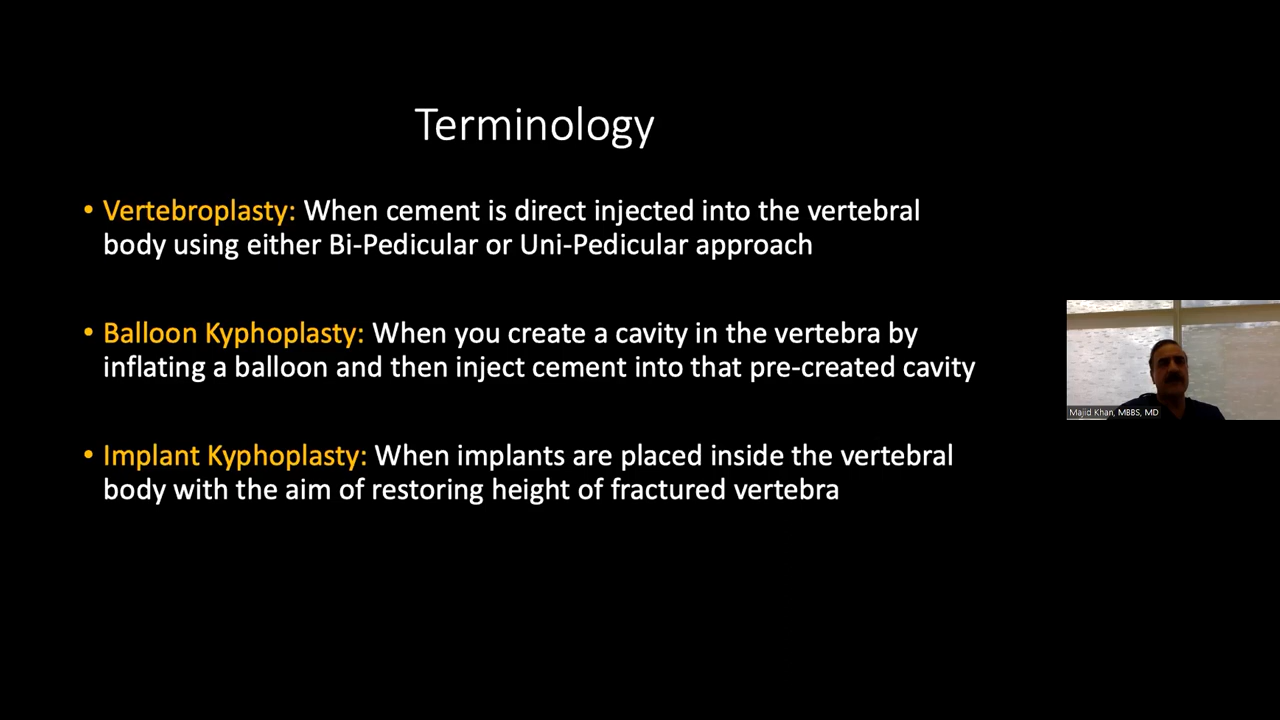 Terminology
• Vertebroplasty: When cement is direct injected into the vertebral
body using either Bi-Pedicular or Uni-Pedicular approach
• Balloon Kyphoplasty: When you create a cavity in the vertebra by
inflating a balloon and then inject cement into that pre-created cavity
• Implant Kyphoplasty: When implants are placed inside the vertebral
body with the aim of restoring height of fractured vertebra
Majid Khan, MBBS, MD